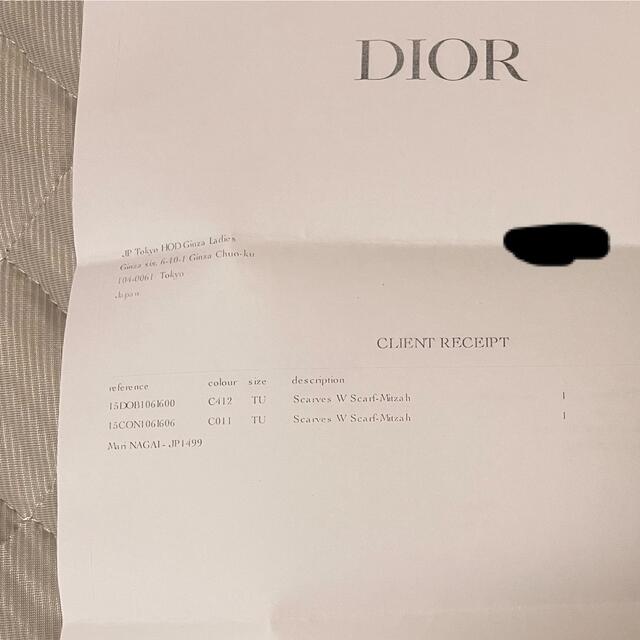 DIOR
JP Tokyo HOD Ginza Ladies
Ginza six, 6-10-1 Ginza Chuo-ku
104-0061 Tokyo
Japan
CLIENT RECEIPT
reference colour size description
15DOB106I600 C412 TU Scarves W Scarf-Mitzah 1
15CON106I606 C011 TU Scarves W Scarf-Mitzah 1
Mari NAGAI - JP1499